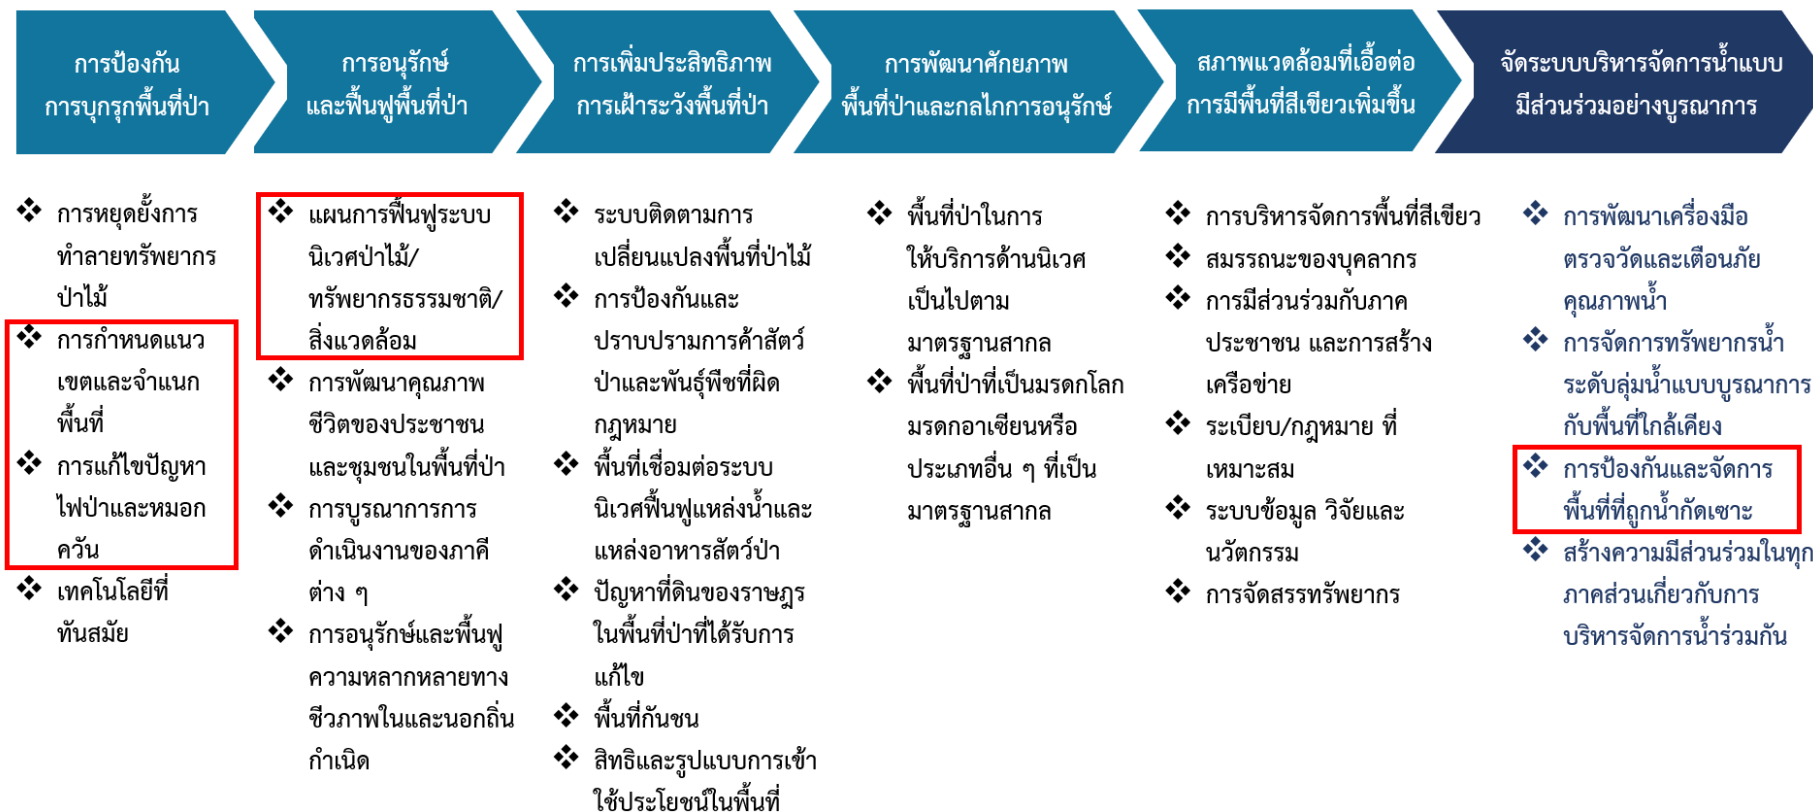 การป้องกัน
การบุกรุกพื้นที่ป่า
การอนุรักษ์
และฟื้นฟูพื้นที่ป่า
การเพิ่มประสิทธิภาพ
การเฝ้าระวังพื้นที่ป่า
การพัฒนาศักยภาพ
พื้นที่ป่าและกลไกการอนุรักษ์
สภาพแวดล้อมที่เอื้อต่อ
การมีพื้นที่สีเขียวเพิ่มขึ้น
จัดระบบบริหารจัดการน้ำแบบ
มีส่วนร่วมอย่างบูรณาการ
❖ การหยุดยั้งการ
ทำลายทรัพยากร
ป่าไม้
❖ การกำหนดแนว
เขตและจำแนก
พื้นที่
❖ การแก้ไขปัญหา
ไฟป่าและหมอก
ควัน
❖ เทคโนโลยีที่
ทันสมัย
❖ แผนการฟื้นฟูระบบ
นิเวศป่าไม้/
ทรัพยากรธรรมชาติ/
สิ่งแวดล้อม
❖ การพัฒนาคุณภาพ
ชีวิตของประชาชน
และชุมชนในพื้นที่ป่า
❖ การบูรณาการการ
ดำเนินงานของภาคี
ต่าง ๆ
❖ การอนุรักษ์และพื้นฟู
ความหลากหลายทาง
ชีวภาพในและนอกถิ่น
กำเนิด
❖ ระบบติดตามการ
เปลี่ยนแปลงพื้นที่ป่าไม้
❖ การป้องกันและ
ปราบปรามการค้าสัตว์
ป่าและพันธุ์พืชที่ผิด
กฎหมาย
❖ พื้นที่เชื่อมต่อระบบ
นิเวศฟื้นฟูแหล่งน้ำและ
แหล่งอาหารสัตว์ป่า
❖ ปัญหาที่ดินของราษฎร
ในพื้นที่ป่าที่ได้รับการ
แก้ไข
❖ พื้นที่กันชน
❖ สิทธิและรูปแบบการเข้า
ใช้ประโยชน์ในพื้นที่
❖ พื้นที่ป่าในการ
ให้บริการด้านนิเวศ
เป็นไปตาม
มาตรฐานสากล
❖ พื้นที่ป่าที่เป็นมรดกโลก
มรดกอาเซียนหรือ
ประเภทอื่น ๆ ที่เป็น
มาตรฐานสากล
❖ การบริหารจัดการพื้นที่สีเขียว
❖ สมรรถนะของบุคลากร
❖ การมีส่วนร่วมกับภาค
ประชาชน และการสร้าง
เครือข่าย
❖ ระเบียบ/กฎหมาย ที่
เหมาะสม
❖ ระบบข้อมูล วิจัยและ
นวัตกรรม
❖ การจัดสรรทรัพยากร
❖ การพัฒนาเครื่องมือ
ตรวจวัดและเตือนภัย
คุณภาพน้ำ
❖ การจัดการทรัพยากรน้ำ
ระดับลุ่มน้ำแบบบูรณาการ
กับพื้นที่ใกล้เคียง
❖ การป้องกันและจัดการ
พื้นที่ที่ถูกน้ำกัดเซาะ
❖ สร้างความมีส่วนร่วมในทุก
ภาคส่วนเกี่ยวกับการ
บริหารจัดการน้ำร่วมกัน